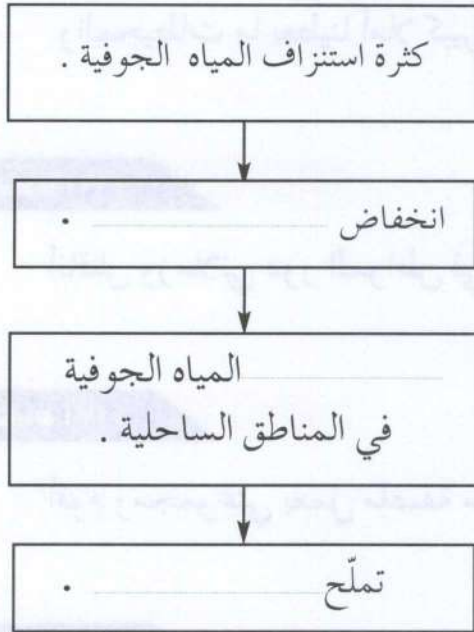 كثرة استنزاف المياه الجوفية .
انخفاض .................... .
.................... المياه الجوفية
في المناطق الساحلية .
تملّح .................... .